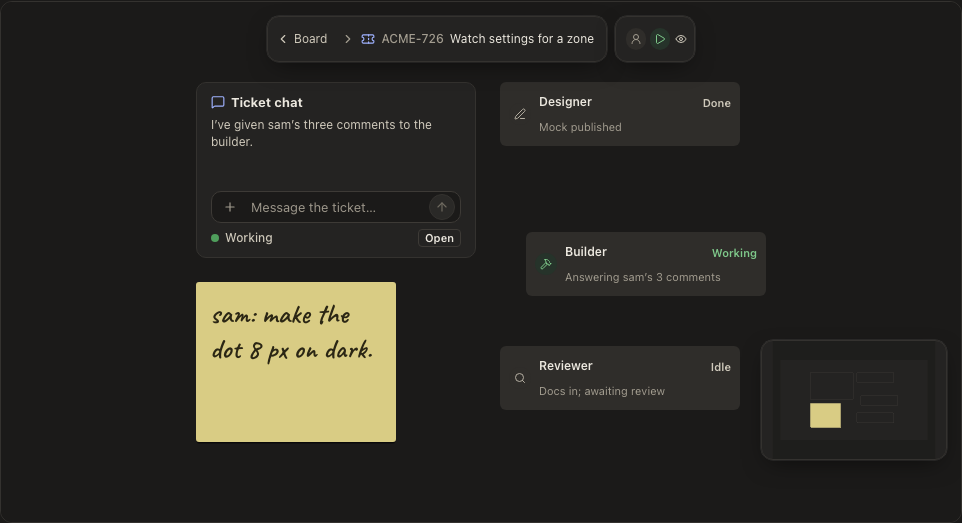 Board
ACME-726 Watch settings for a zone
Ticket chat
I've given sam's three comments to the
builder.
Message the ticket...
Working
Open
sam: make the
dot 8 px on dark.
Designer
Done
Mock published
Builder
Working
Answering sam's 3 comments
Reviewer
Idle
Docs in; awaiting review